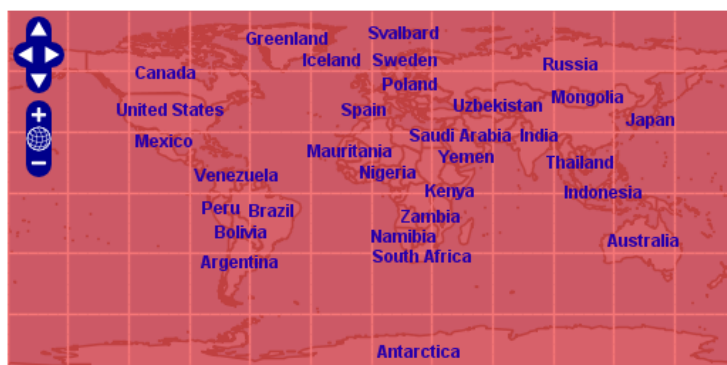 Svalbard
Greenland
Iceland Sweden
Russia
Canada
Poland
Mongolia
United States
Spain
Uzbekistan
Japan
Saudi Arabia India
Mexico
Mauritania
Yemen
Thailand
Venezuela
Nigeria
Kenya
Indonesia
Peru Brazil
Zambia
Bolivia
Namibia
Australia
South Africa
Argentina
Antarctica